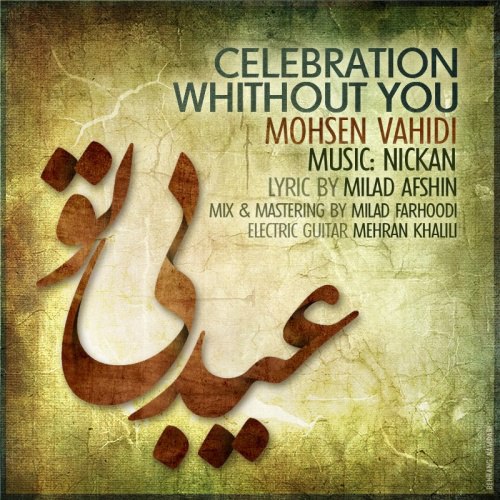 CELEBRATION
WHITHOUT YOU
MOHSEN VAHIDI
MUSIC: NICKAN
LYRIC BY MILAD AFSHIN
MIX & MASTERING BY MILAD FARHOODI
ELECTRIC GUITAR MEHRAN KHALILI
عید بی تو